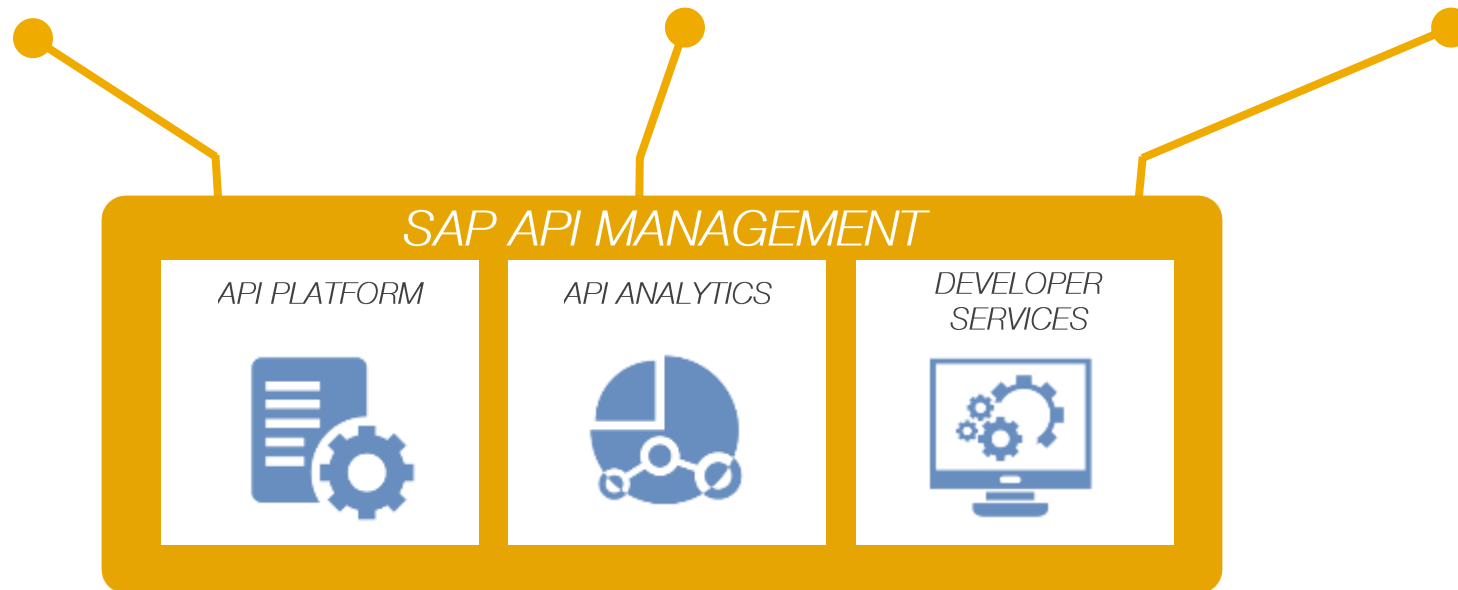 SAP API MANAGEMENT
API PLATFORM
API ANALYTICS
DEVELOPER
SERVICES